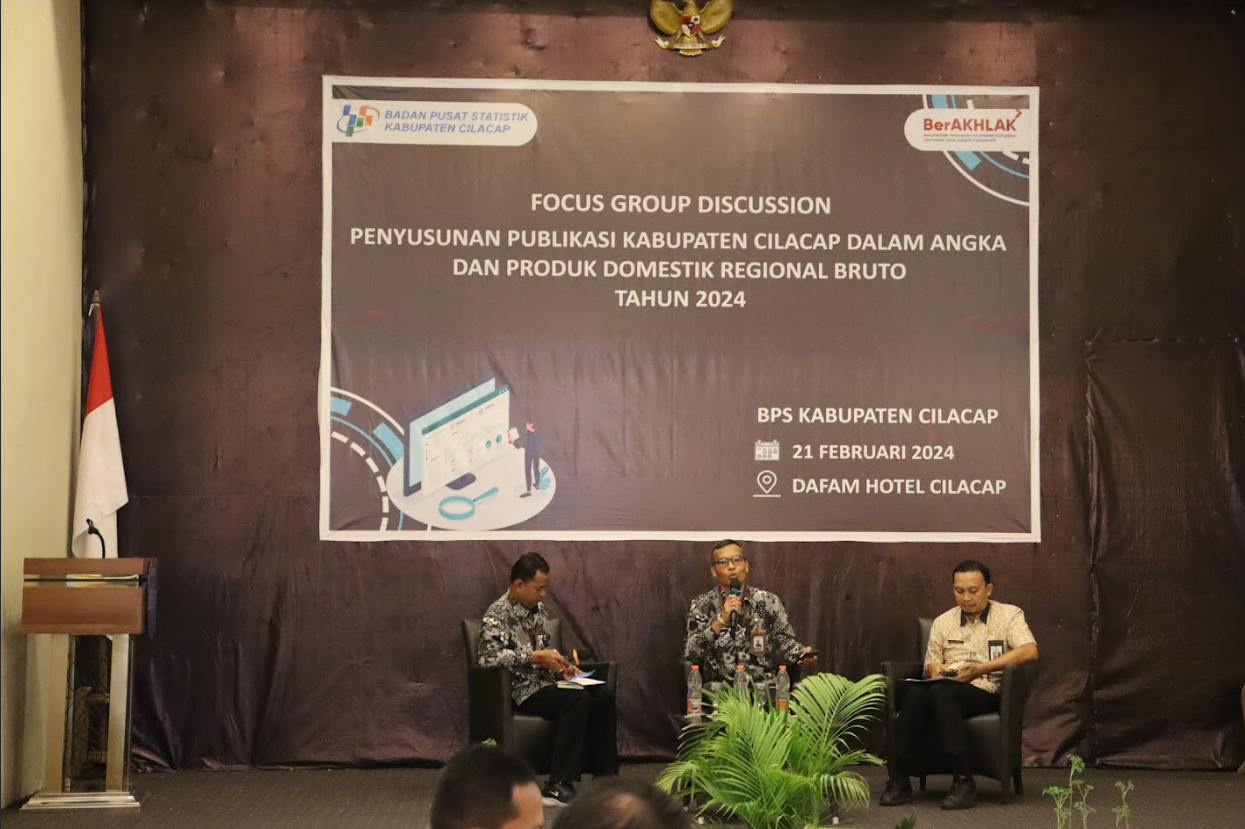 BADAN PUSAT STATISTIK
KABUPATEN CILACAP
BerAKHLAK
FOCUS GROUP DISCUSSION
PENYUSUNAN PUBLIKASI KABUPATEN CILACAP DALAM ANGKA
DAN PRODUK DOMESTIK REGIONAL BRUTO
TAHUN 2024
BPS KABUPATEN CILACAP
21 FEBRUARI 2024
DAFAM HOTEL CILACAP